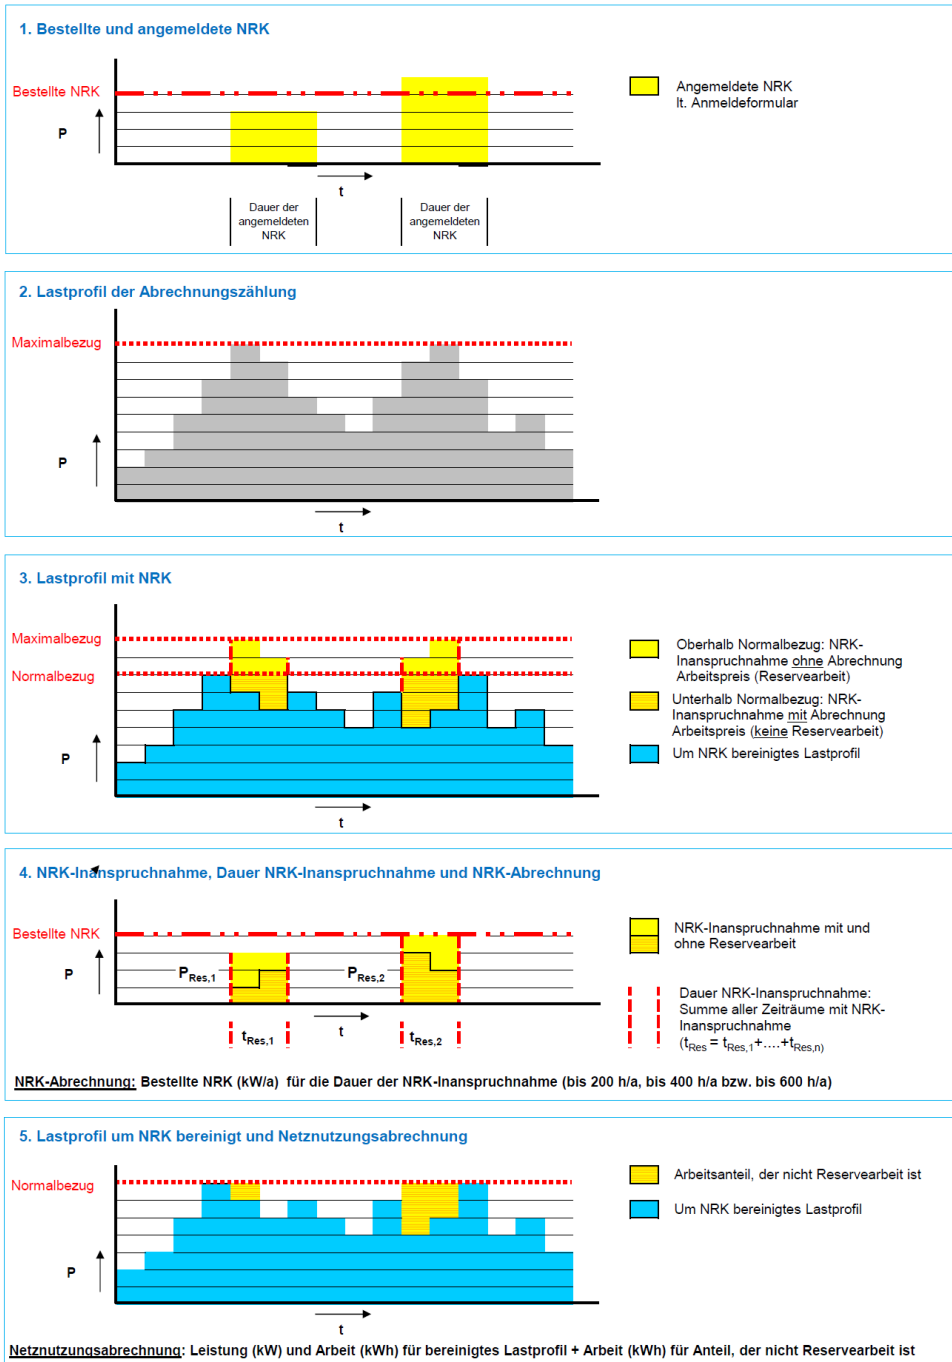 1. Bestellte und angemeldete NRK
Bestellte NRK
P
t
Dauer der
angemeldeten
NRK
Dauer der
angemeldeten
NRK
Angemeldete NRK
lt. Anmeldeformular
2. Lastprofil der Abrechnungszählung
Maximalbezug
P
t
3. Lastprofil mit NRK
Maximalbezug
Normalbezug
P
t
Oberhalb Normalbezug: NRK-
Inanspruchnahme ohne Abrechnung
Arbeitspreis (Reservearbeit)
Unterhalb Normalbezug: NRK-
Inanspruchnahme mit Abrechnung
Arbeitspreis (keine Reservearbeit)
Um NRK bereinigtes Lastprofil
4. NRK-Inanspruchnahme, Dauer NRK-Inanspruchnahme und NRK-Abrechnung
Bestellte NRK
P
PRes,1
PRes,2
tRes,1
t
tRes,2
NRK-Inanspruchnahme mit und
ohne Reservearbeit
Dauer NRK-Inanspruchnahme:
Summe aller Zeiträume mit NRK-
Inanspruchnahme
(tRes = tRes,1+....+tRes,n)
NRK-Abrechnung: Bestellte NRK (kW/a) für die Dauer der NRK-Inanspruchnahme (bis 200 h/a, bis 400 h/a bzw. bis 600 h/a)
5. Lastprofil um NRK bereinigt und Netznutzungsabrechnung
Normalbezug
P
t
Arbeitsanteil, der nicht Reservearbeit ist
Um NRK bereinigtes Lastprofil
Netznutzungsabrechnung: Leistung (kW) und Arbeit (kWh) für bereinigtes Lastprofil + Arbeit (kWh) für Anteil, der nicht Reservearbeit ist